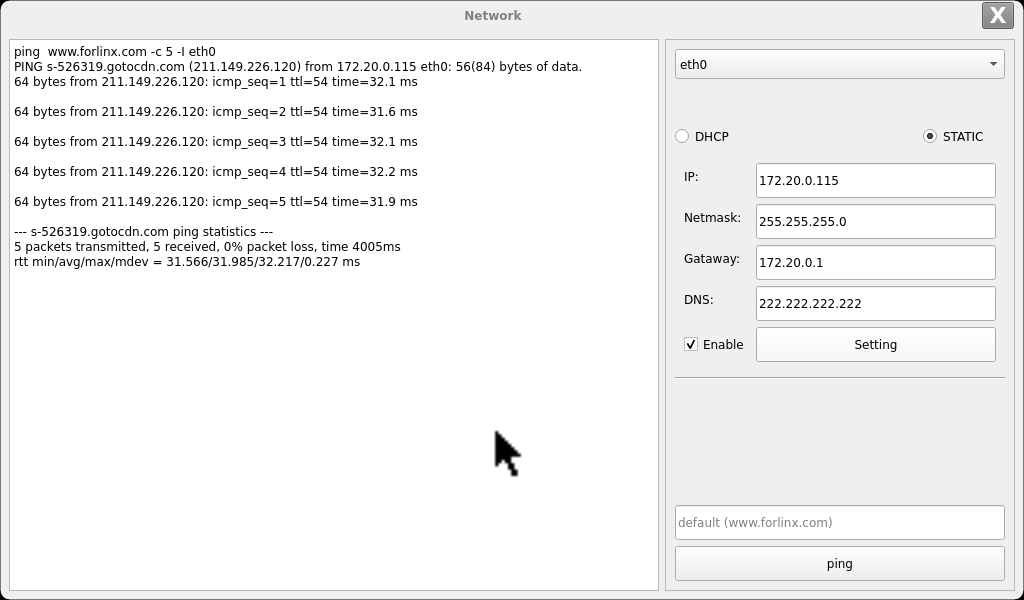 Network
X
ping  www.forlinx.com -c 5 -I eth0
PING s-526319.gotocdn.com (211.149.226.120) from 172.20.0.115 eth0: 56(84) bytes of data.
64 bytes from 211.149.226.120: icmp_seq=1 ttl=54 time=32.1 ms
64 bytes from 211.149.226.120: icmp_seq=2 ttl=54 time=31.6 ms
64 bytes from 211.149.226.120: icmp_seq=3 ttl=54 time=32.1 ms
64 bytes from 211.149.226.120: icmp_seq=4 ttl=54 time=32.2 ms
64 bytes from 211.149.226.120: icmp_seq=5 ttl=54 time=31.9 ms
--- s-526319.gotocdn.com ping statistics ---
5 packets transmitted, 5 received, 0% packet loss, time 4005ms
rtt min/avg/max/mdev = 31.566/31.985/32.217/0.227 ms
eth0
DHCP STATIC
IP: 172.20.0.115
Netmask: 255.255.255.0
Gataway: 172.20.0.1
DNS: 222.222.222.222
Enable Setting
default (www.forlinx.com)
ping